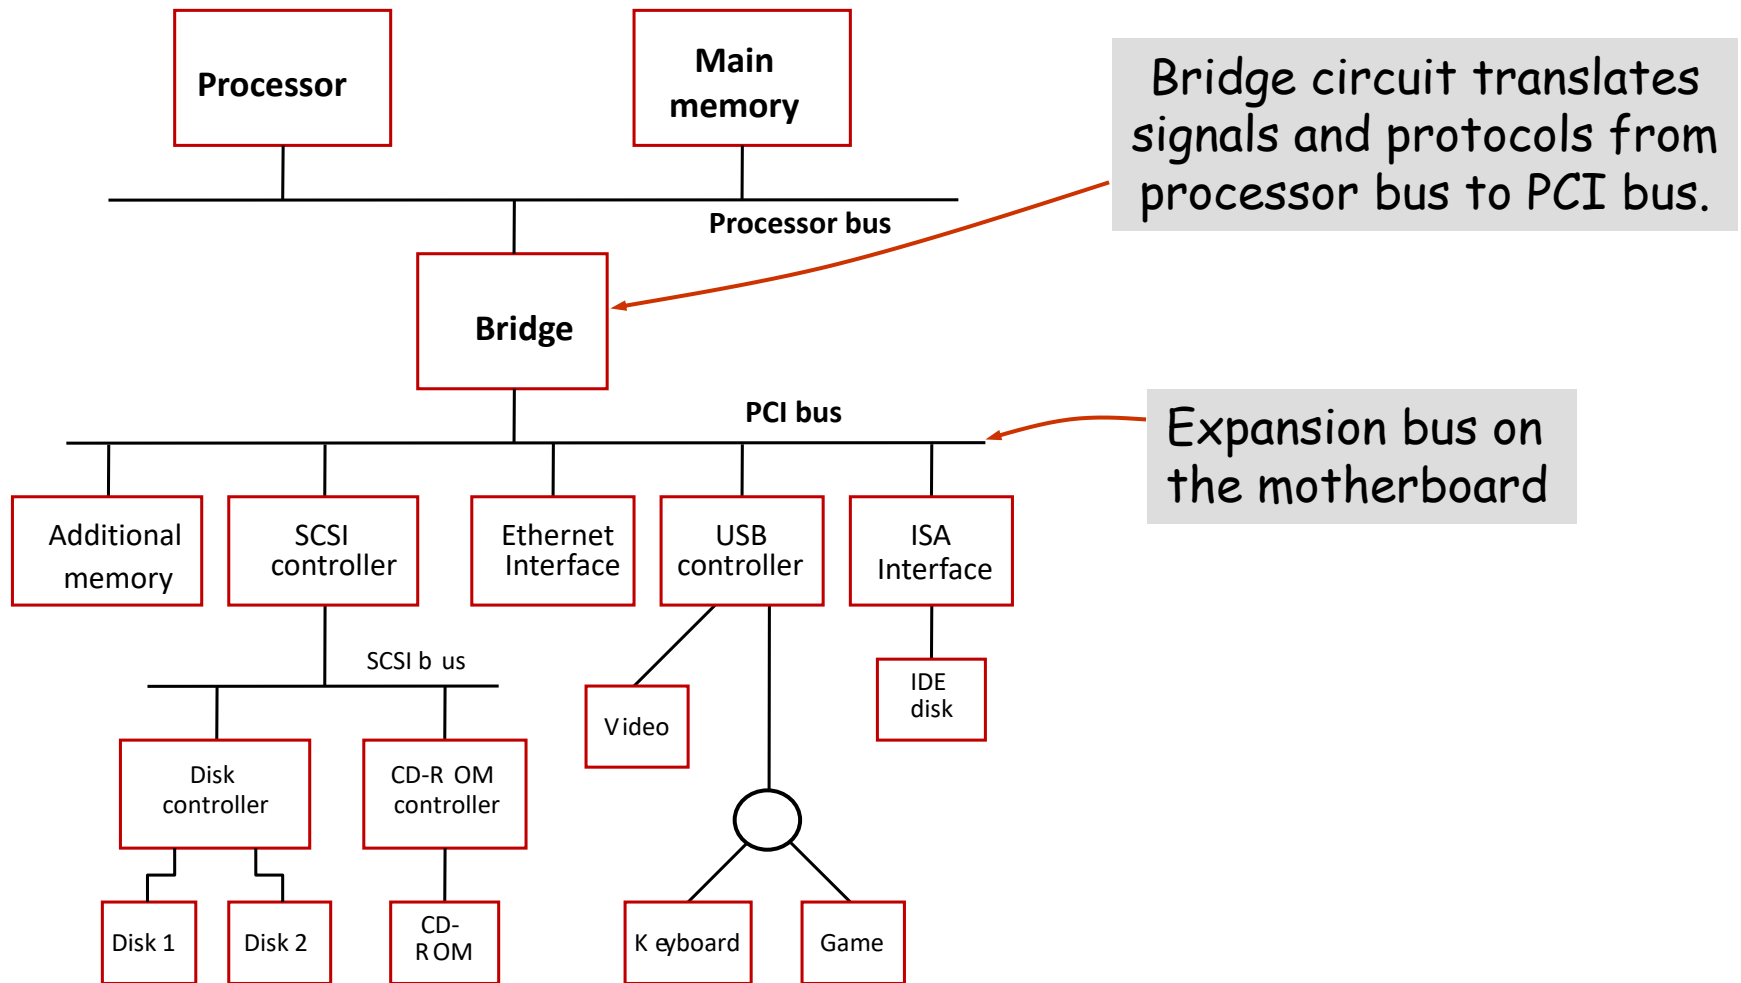 Processor
Main
memory
Bridge circuit translates
signals and protocols from
processor bus to PCI bus.
Processor bus
Bridge
PCI bus
Expansion bus on
the motherboard
Additional
memory
SCSI
controller
Ethernet
Interface
USB
controller
ISA
Interface
SCSI b us
IDE
disk
Video
Disk
controller
CD-R OM
controller
Disk 1
Disk 2
CD-
ROM
K eyboard
Game